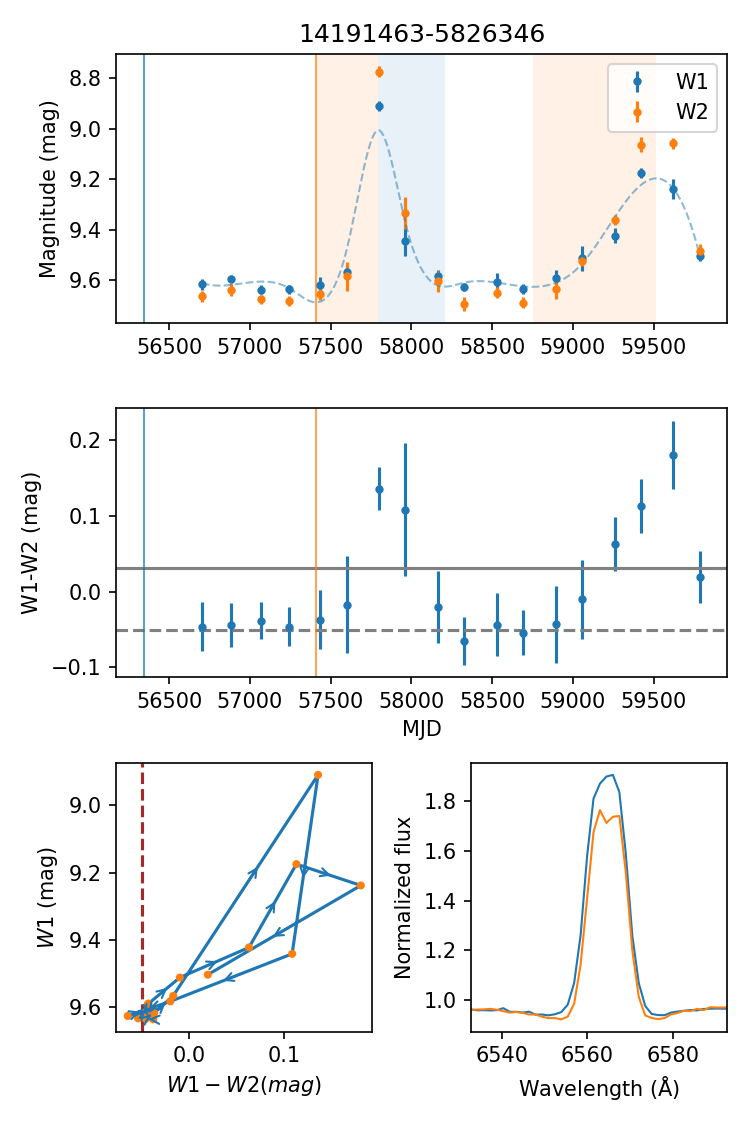 14191463-5826346
Magnitude (mag)
8.8
9.0
9.2
9.4
9.6
W1
W2
56500 57000 57500 58000 58500 59000 59500
W1-W2 (mag)
0.2
0.1
0.0
−0.1
56500 57000 57500 58000 58500 59000 59500
MJD
W1 (mag)
9.0
9.2
9.4
9.6
0.0 0.1
W1 − W2(mag)
Normalized flux
1.8
1.6
1.4
1.2
1.0
6540 6560 6580
Wavelength (Å)